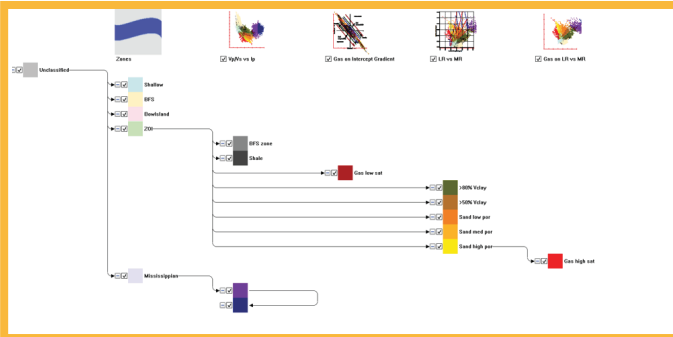 Zones
Vp/Vs vs Ip
Gas on Intercept Gradient
LR vs MR
Gas on LR vs MR
Unclassified
Shallow
BFS
Bowisland
ZOI
BFS zone
Shale
Gas low sat
>80% Vclay
>50% Vclay
Sand low por
Sand med por
Sand high por
Gas high sat
Mississippian